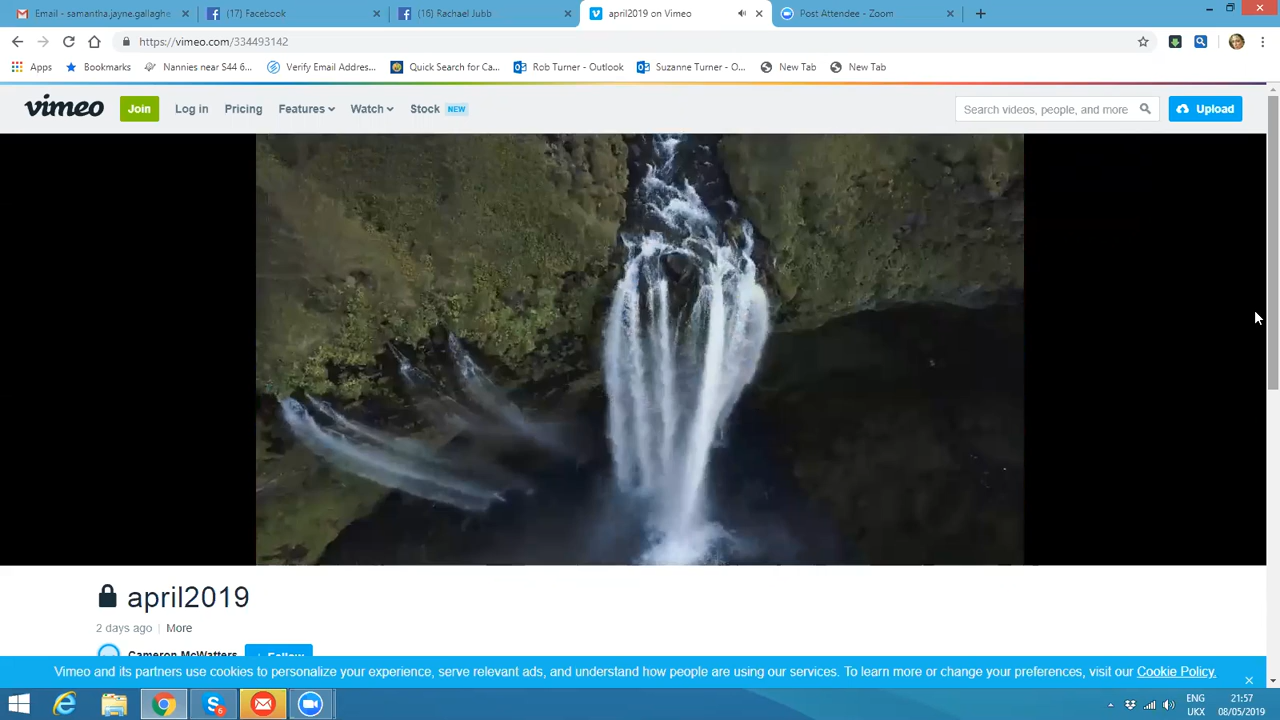 Email - samantha.jayne.gallaghe
(17) Facebook
(16) Rachael Jubb
april2019 on Vimeo
Post Attendee - Zoom
https://vimeo.com/334493142
Apps
Bookmarks
Nannies near S44 6...
Verify Email Addres...
Quick Search for Ca...
Rob Turner - Outlook
Suzanne Turner - O...
New Tab
New Tab
vimeo
Join
Log in
Pricing
Features
Watch
Stock NEW
Search videos, people, and more
Upload
april2019
2 days ago | More
Cameron McWatters
+ Follow
Vimeo and its partners use cookies to personalize your experience, serve relevant ads, and understand how people are using our services. To learn more or change your preferences, visit our Cookie Policy.
ENG
UKX
21:57
08/05/2019